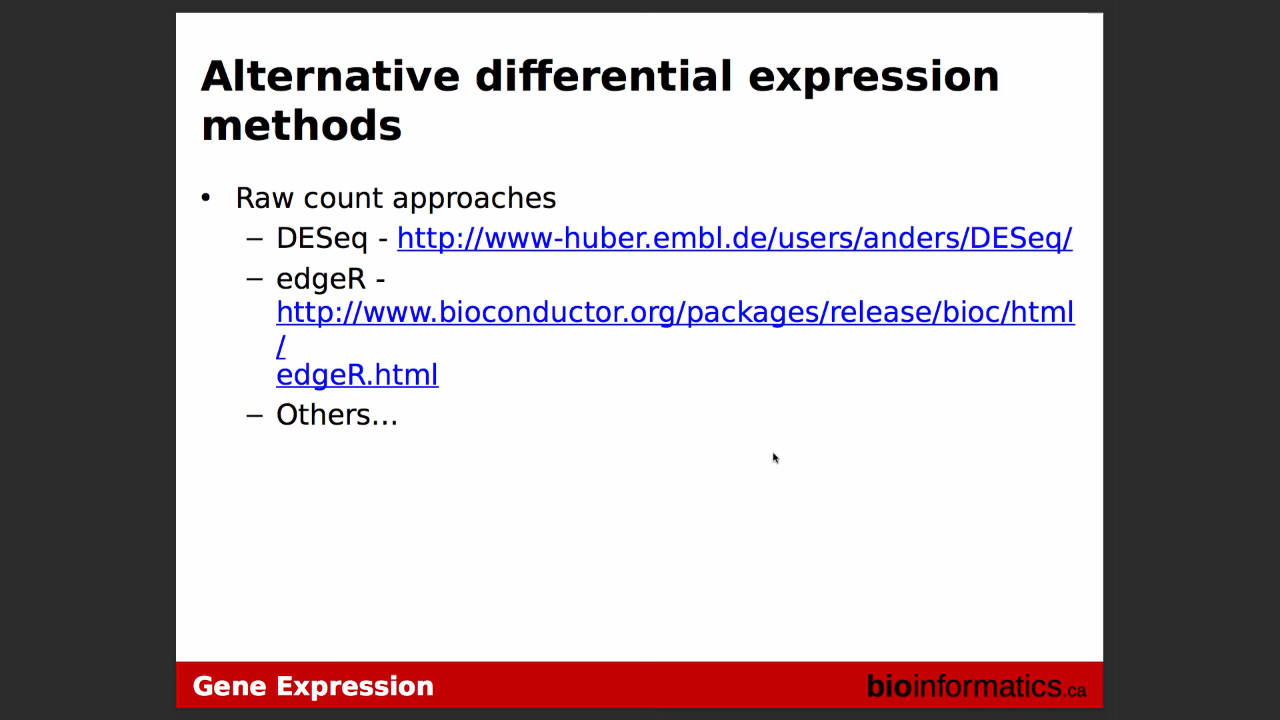 Alternative differential expression
methods
• Raw count approaches
– DESeq - http://www-huber.embl.de/users/anders/DESeq/
– edgeR -
http://www.bioconductor.org/packages/release/bioc/html
/
edgeR.html
– Others…
Gene Expression
bioinformatics.ca